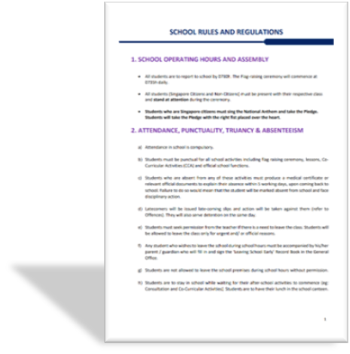 SCHOOL RULES AND REGULATIONS
1. SCHOOL OPERATING HOURS AND ASSEMBLY
All students are to report to school by 0730h. The flag-raising ceremony will commence at
daily.
All students (Singapore Citizens and Non-Citizens) must be present with their respective class
and stand at attention during the ceremony.
Students who are Singapore citizens must sing the National Anthem and take the Pledge.
Students will take the Pledge with the right fist placed over the heart.
2. ATTENDANCE, PUNCTUALITY, TRUANCY & ABSENTEEISM
a) Attendance in school is compulsory.
b) Students must be punctual for all school activities including flag raising ceremony, lessons, Co-
Curricular Activities (CCA) and official school functions.
c) Students who are absent from any of these activities must produce a medical certificate or
relevant official documents to explain their absence within 5 working days, upon coming back to
school. Failure to do so would mean that the student will be marked absent from school and face
disciplinary action.
d) Latecomers will be issued late-coming slips and action will be taken against them (refer to
Offences). They will also serve detention on the same day.
e) Students must seek permission from the teacher if there is a need to leave the class. Students will
be allowed to leave the class only for urgent and/ or official reasons.
f) Any student who wishes to leave the school during school hours must be accompanied by his/her
parent / guardian who will fill in and sign the 'Leaving School Early' Record Book in the General
Office.
g) Students are not allowed to leave the school premises during school hours without permission.
h) Students are to stay in school while waiting for their after school activities to commence (eg:
Consultation and Co-Curricular Activities). Students are to have their lunch in the school canteen.
1